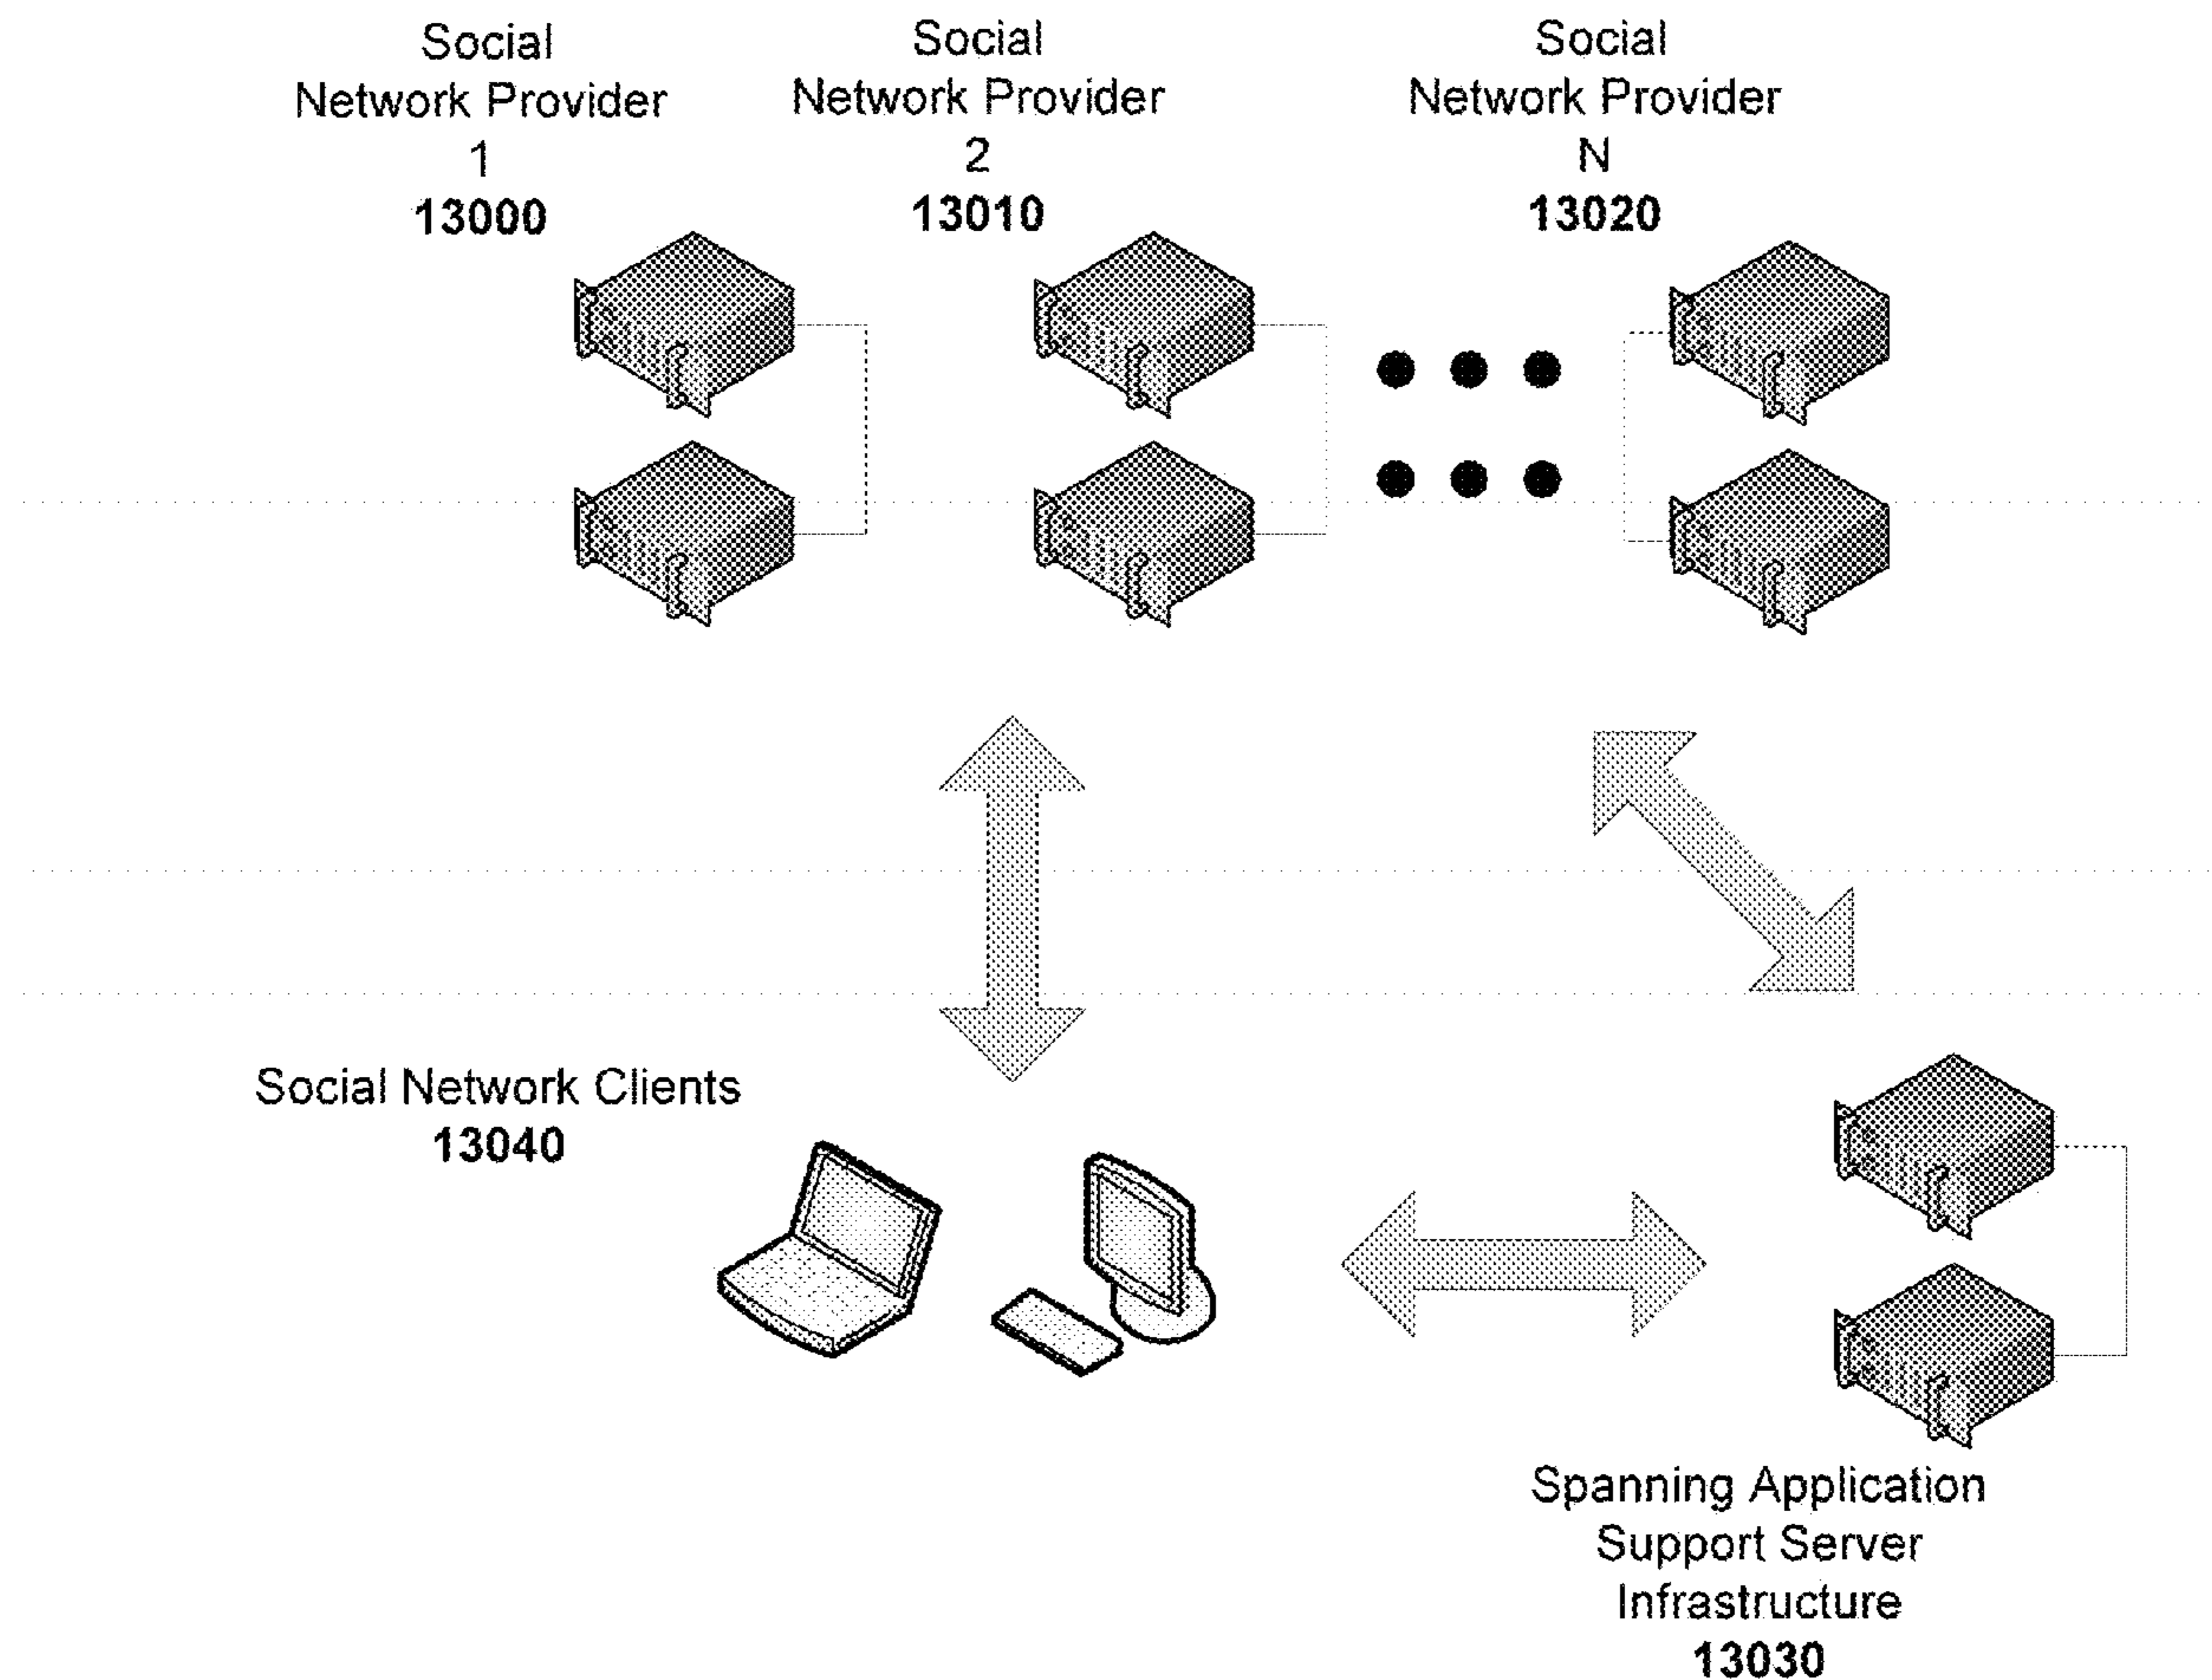 Social
Network Provider
1
13000
Social
Network Provider
2
13010
Social
Network Provider
N
13020
Social Network Clients
13040
Spanning Application
Support Server
Infrastructure
13030